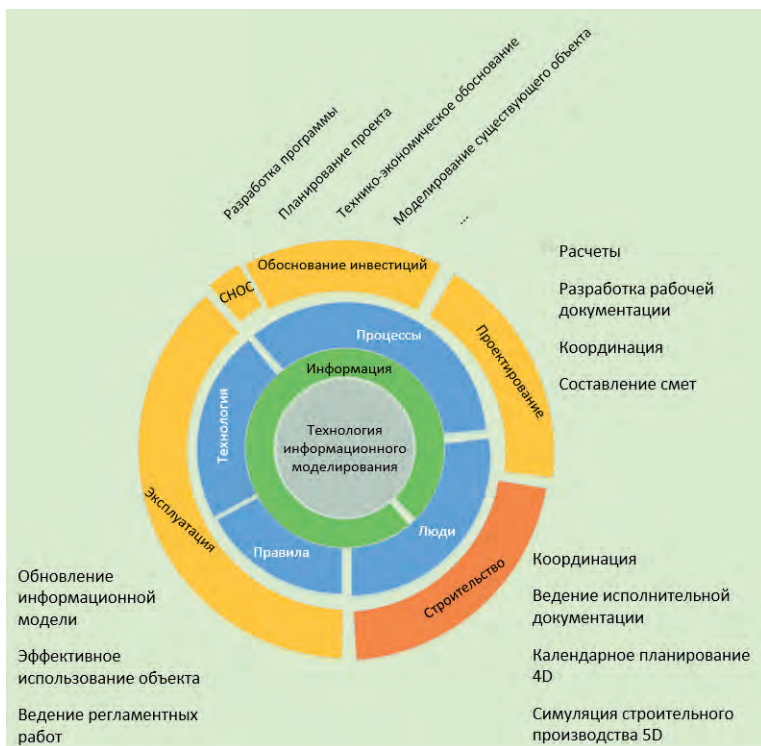 Разработка программы
Планирование проекта
Технико-экономическое обоснование
Моделирование существующего объекта
...
Обоснование инвестиций
СНОС
Расчеты
Разработка рабочей
документации
Координация
Составление смет
Проектирование
Процессы
Информация
Технология
Технология
информационного
моделирования
Люди
Правила
Эксплуатация
Строительство
Обновление
информационной
модели
Эффективное
использование объекта
Ведение регламентных
работ
Координация
Ведение исполнительной
документации
Календарное планирование
4D
Симуляция строительного
производства 5D